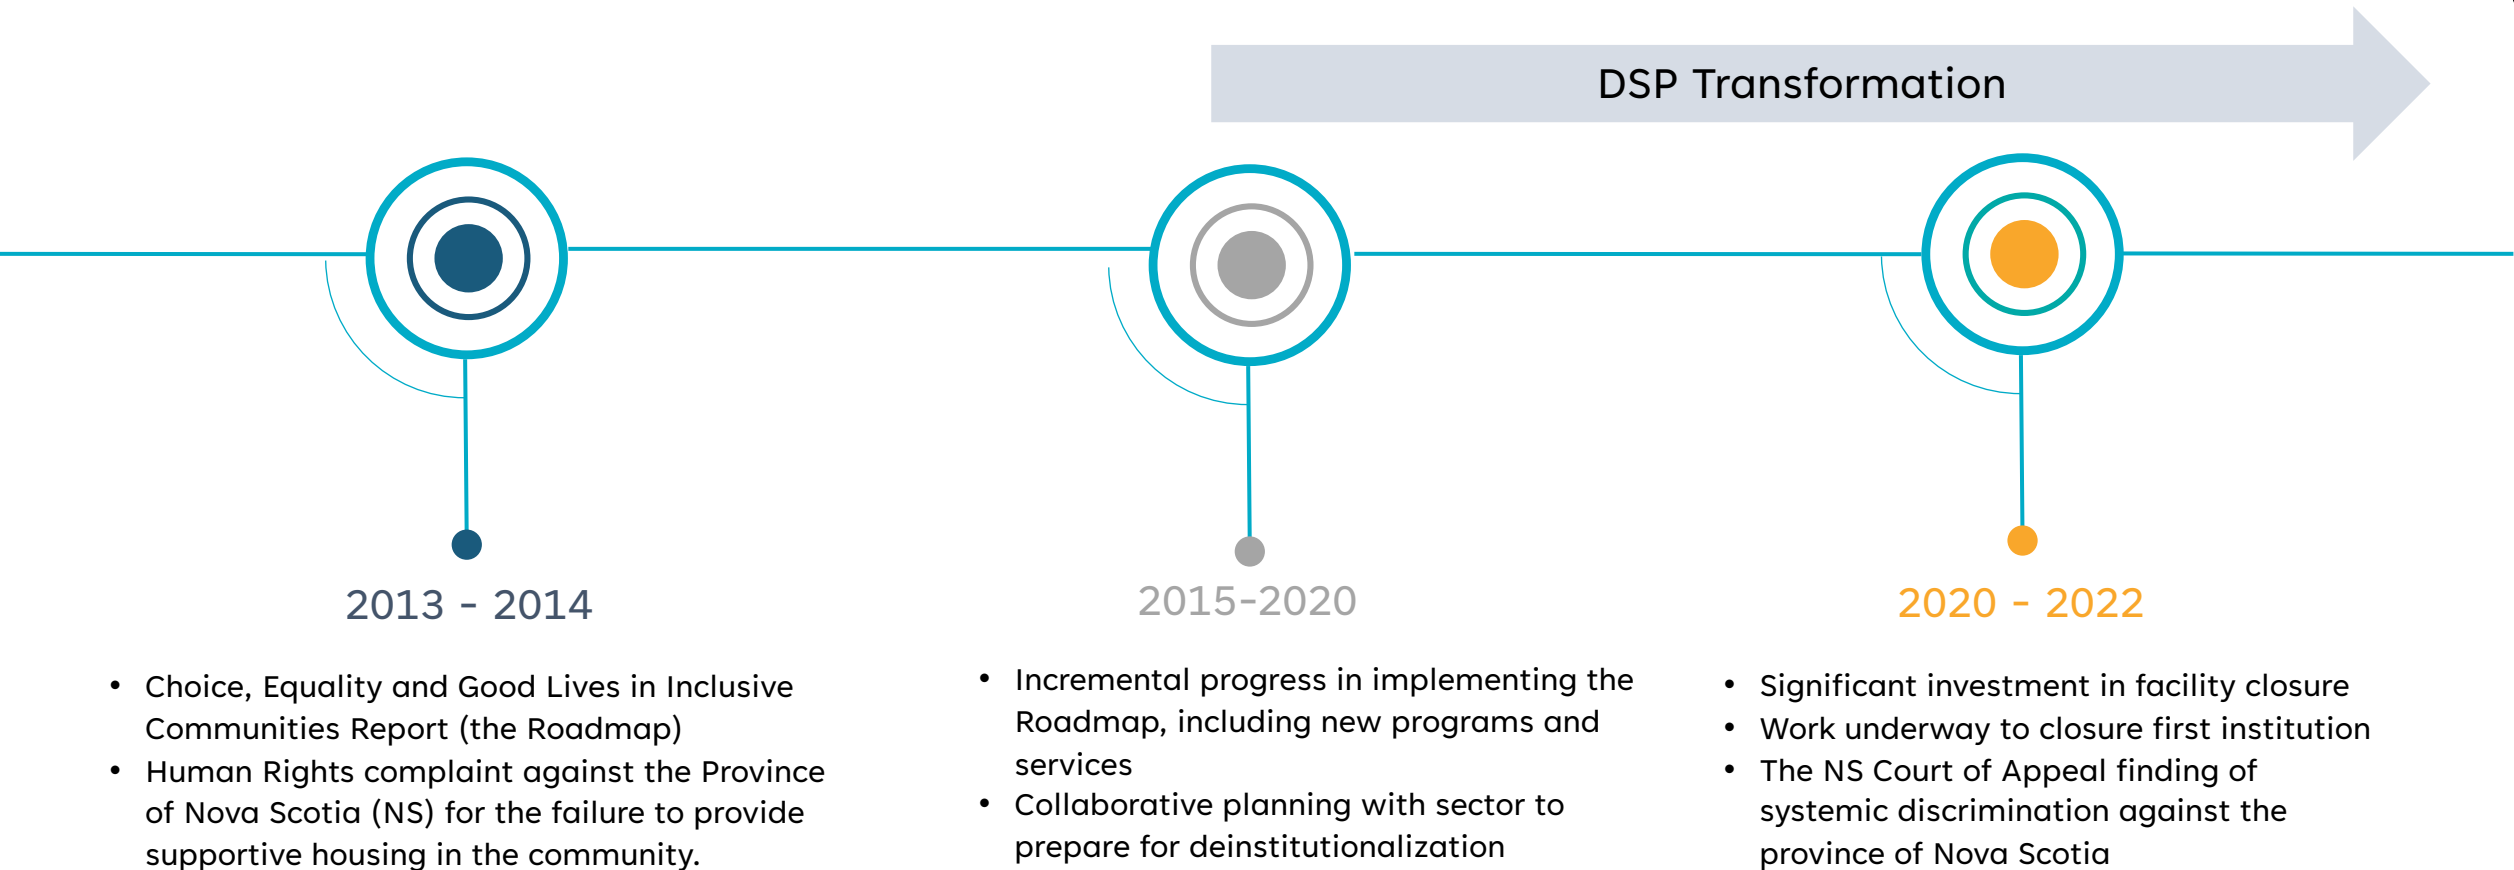 DSP Transformation
2013 - 2014
• Choice, Equality and Good Lives in Inclusive
Communities Report (the Roadmap)
• Human Rights complaint against the Province
of Nova Scotia (NS) for the failure to provide
supportive housing in the community.
2015-2020
• Incremental progress in implementing the
Roadmap, including new programs and
services
• Collaborative planning with sector to
prepare for deinstitutionalization
2020 - 2022
• Significant investment in facility closure
• Work underway to closure first institution
• The NS Court of Appeal finding of
systemic discrimination against the
province of Nova Scotia